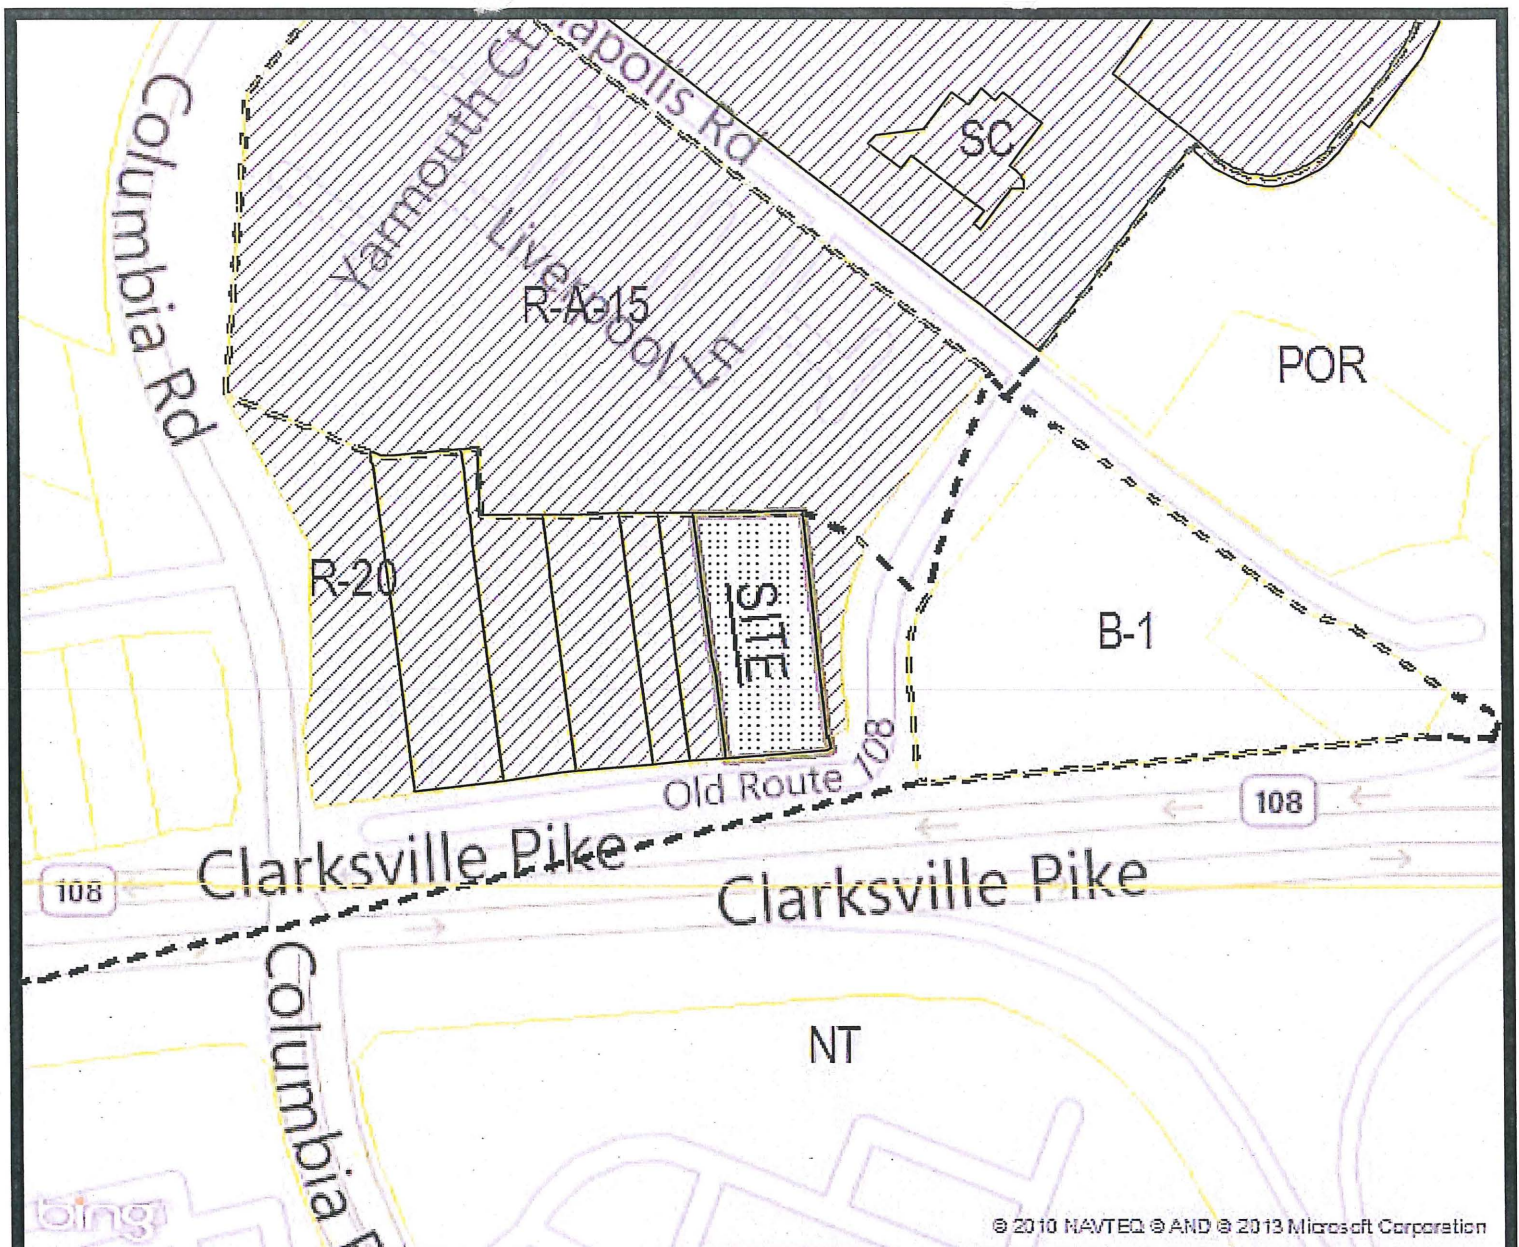 Columbia Rd
Yarmouth Ct
napolis Rd
SC
Liverpool Ln
R-A-15
POR
R-20
SITE
B-1
Old Route 108
108
Clarksville Pike
108
Clarksville Pike
Columbia R
NT
bing
© 2010 NAVTEQ © AND © 2013 Microsoft Corporation